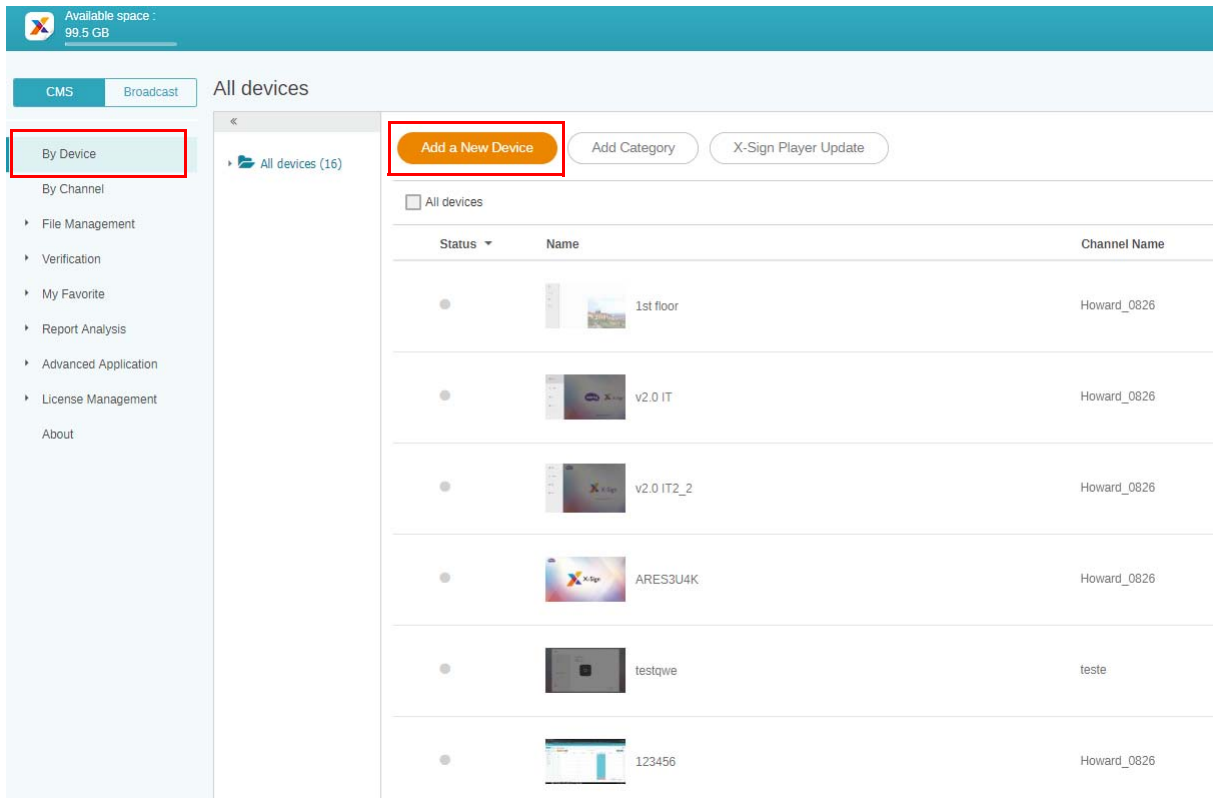 Available space :
99.5 GB
CMS
Broadcast
All devices
By Device
By Channel
File Management
Verification
My Favorite
Report Analysis
Advanced Application
License Management
About
«
All devices (16)
Add a New Device
Add Category
X-Sign Player Update
All devices
Status
Name
Channel Name
1st floor
Howard_0826
v2.0 IT
Howard_0826
X-Sign
v2.0 IT2_2
Howard_0826
X-Sign
ARES3U4K
Howard_0826
testqwe
teste
123456
Howard_0826